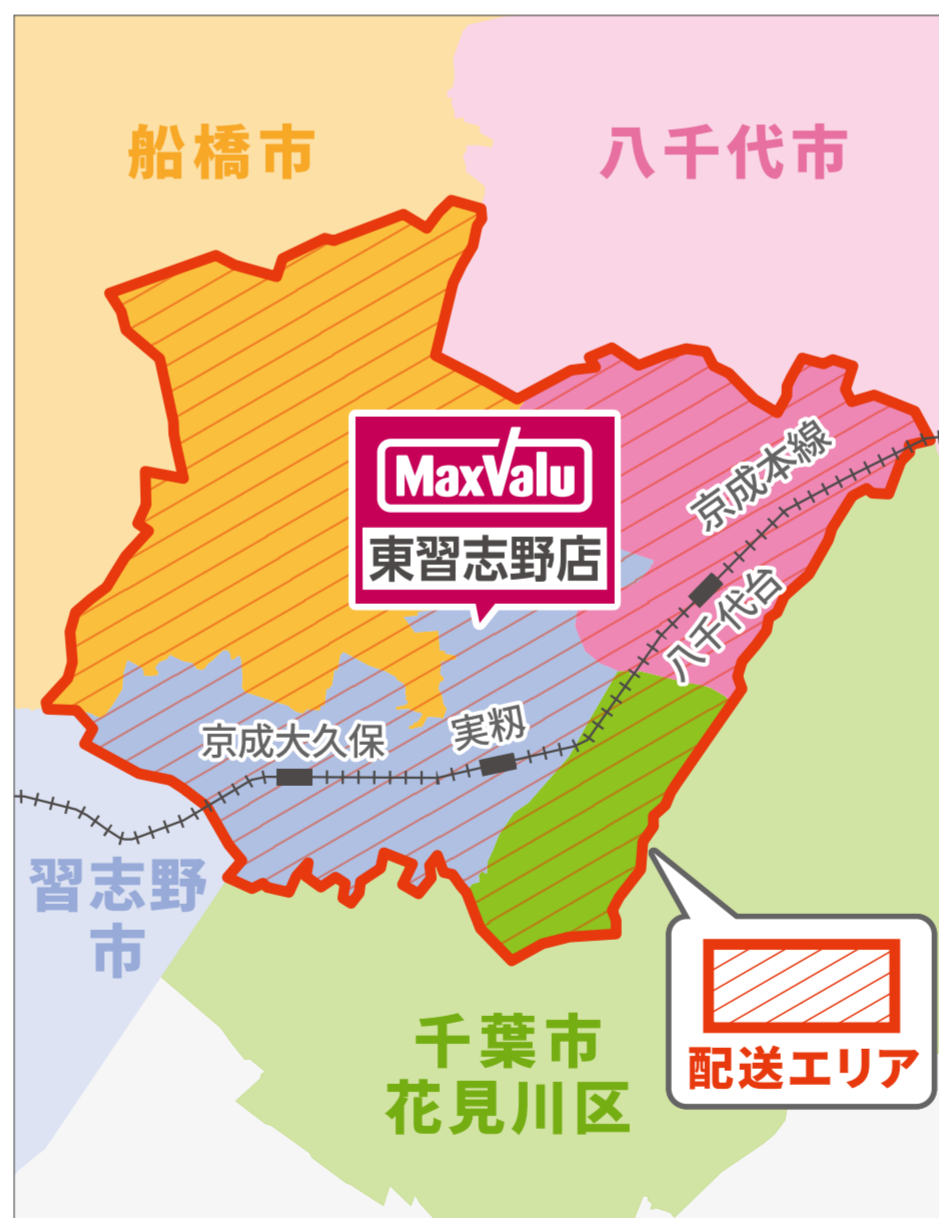 船橋市
八千代市
MaxValu
東習志野店
京成本線
八千代台
京成大久保
実籾
習志野
市
千葉市
花見川区
配送エリア